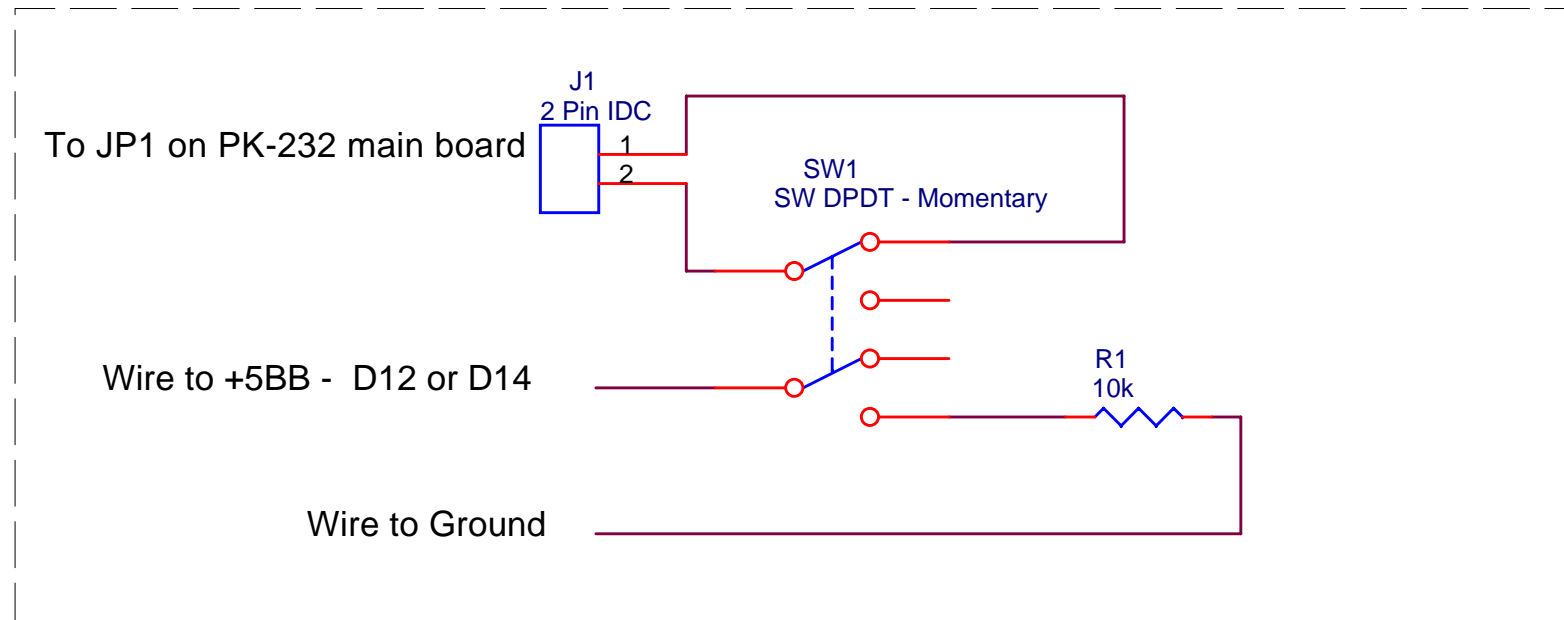 J1
2 Pin IDC
To JP1 on PK-232 main board
1
2
SW1
SW DPDT - Momentary
R1
10k
Wire to +5BB - D12 or D14
Wire to Ground